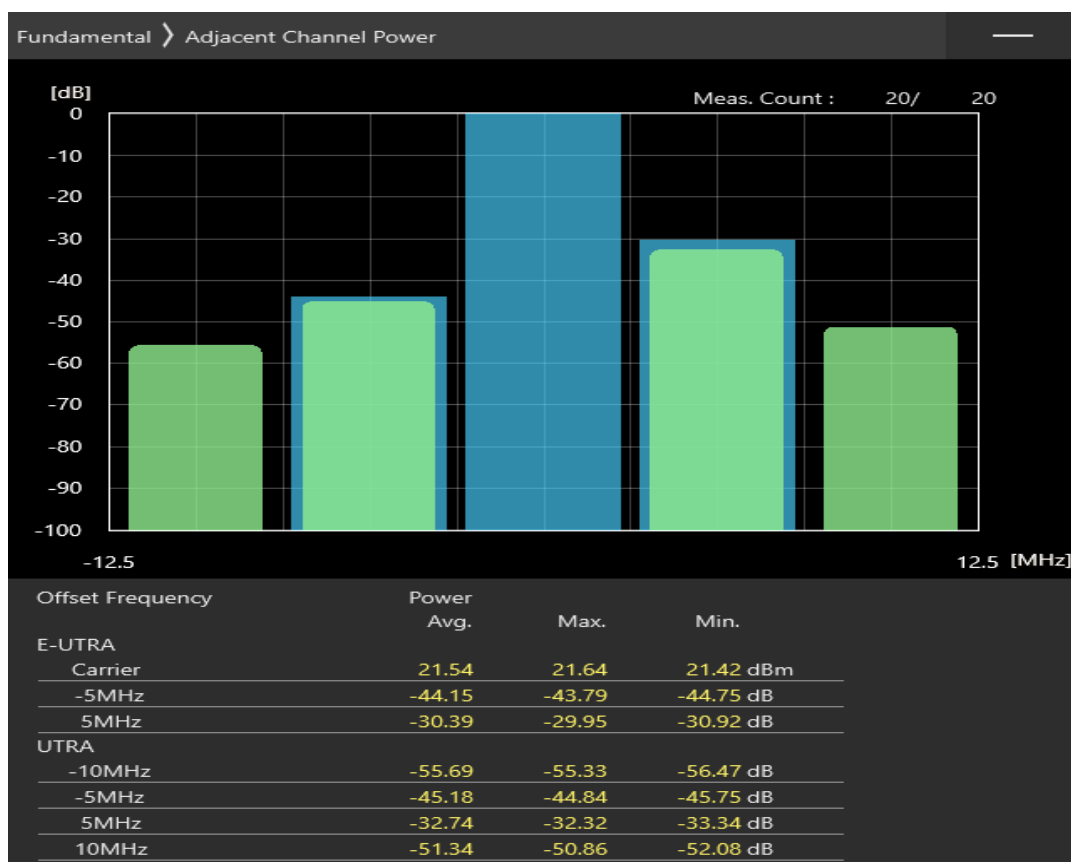 Fundamental ❯ Adjacent Channel Power
[dB]
Meas. Count : 20/ 20
0
-10
-20
-30
-40
-50
-60
-70
-80
-90
-100
-12.5 12.5 [MHz]
Offset Frequency Power
Avg. Max. Min.
E-UTRA
Carrier 21.54 21.64 21.42 dBm
-5MHz -44.15 -43.79 -44.75 dB
5MHz -30.39 -29.95 -30.92 dB
UTRA
-10MHz -55.69 -55.33 -56.47 dB
-5MHz -45.18 -44.84 -45.75 dB
5MHz -32.74 -32.32 -33.34 dB
10MHz -51.34 -50.86 -52.08 dB